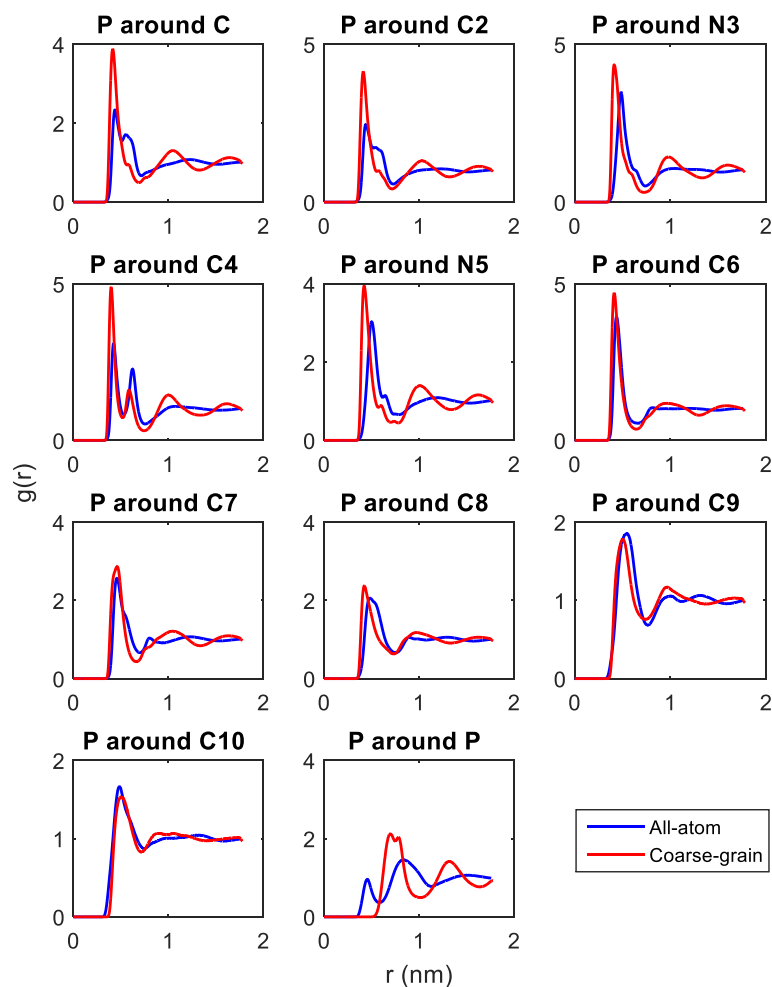 P around C
P around C2
P around N3
4
2
0
0 1 2
5
0
0 1 2
5
0
0 1 2
P around C4
P around N5
P around C6
5
0
0 1 2
4
2
0
0 1 2
5
0
0 1 2
g(r)
P around C7
P around C8
P around C9
4
2
0
0 1 2
4
2
0
0 1 2
2
1
0
0 1 2
P around C10
P around P
2
1
0
0 1 2
4
2
0
0 1 2
All-atom
Coarse-grain
r (nm)